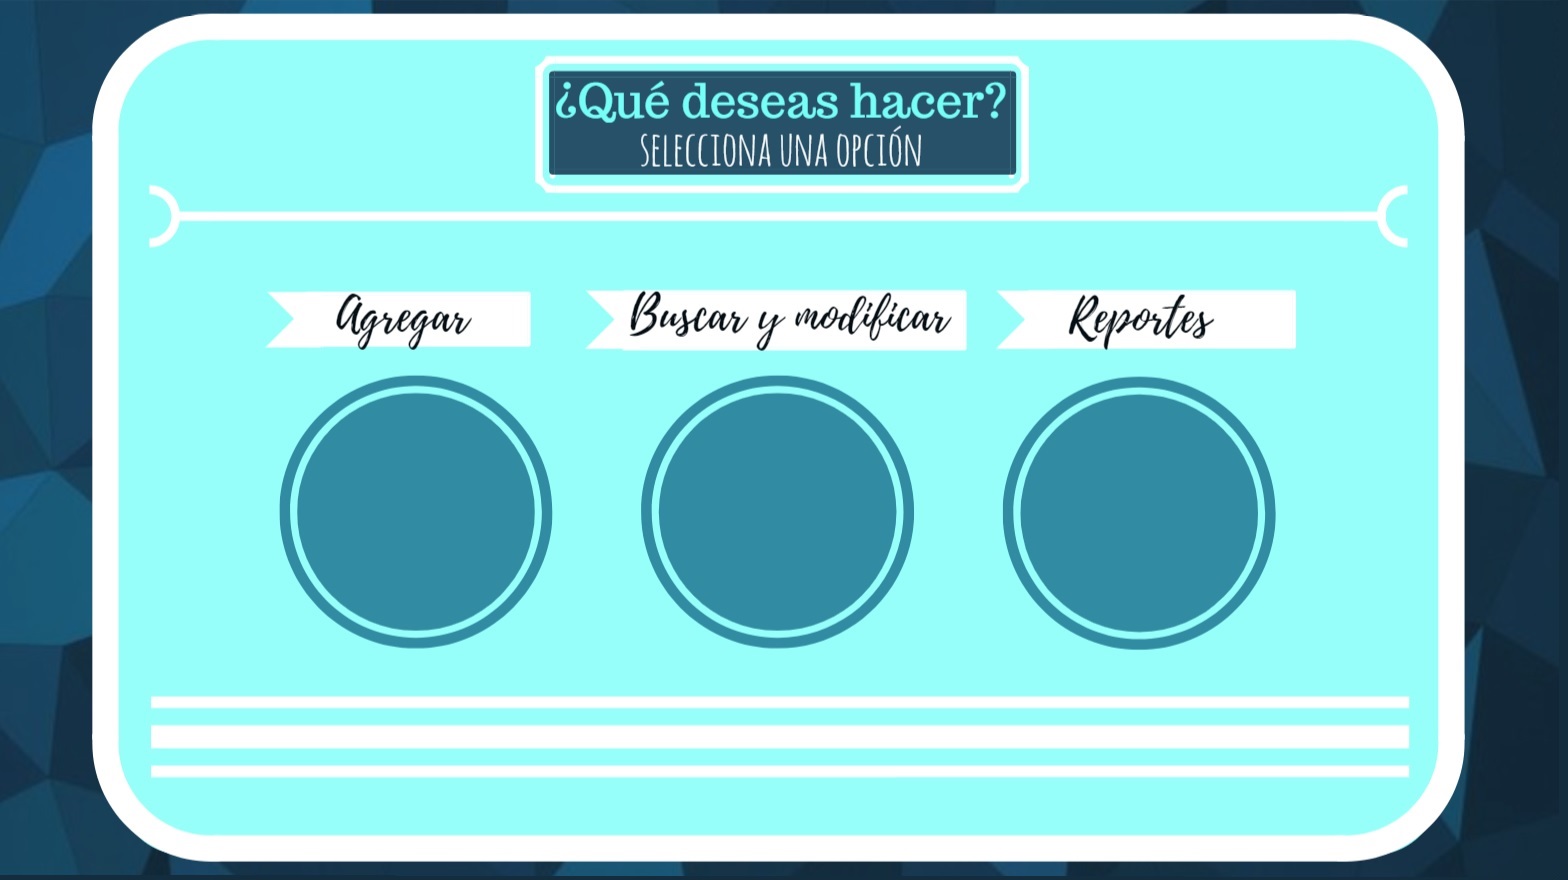 ¿Qué deseas hacer?
SELECCIONA UNA OPCIÓN
Agregar
Buscar y modificar
Reportes